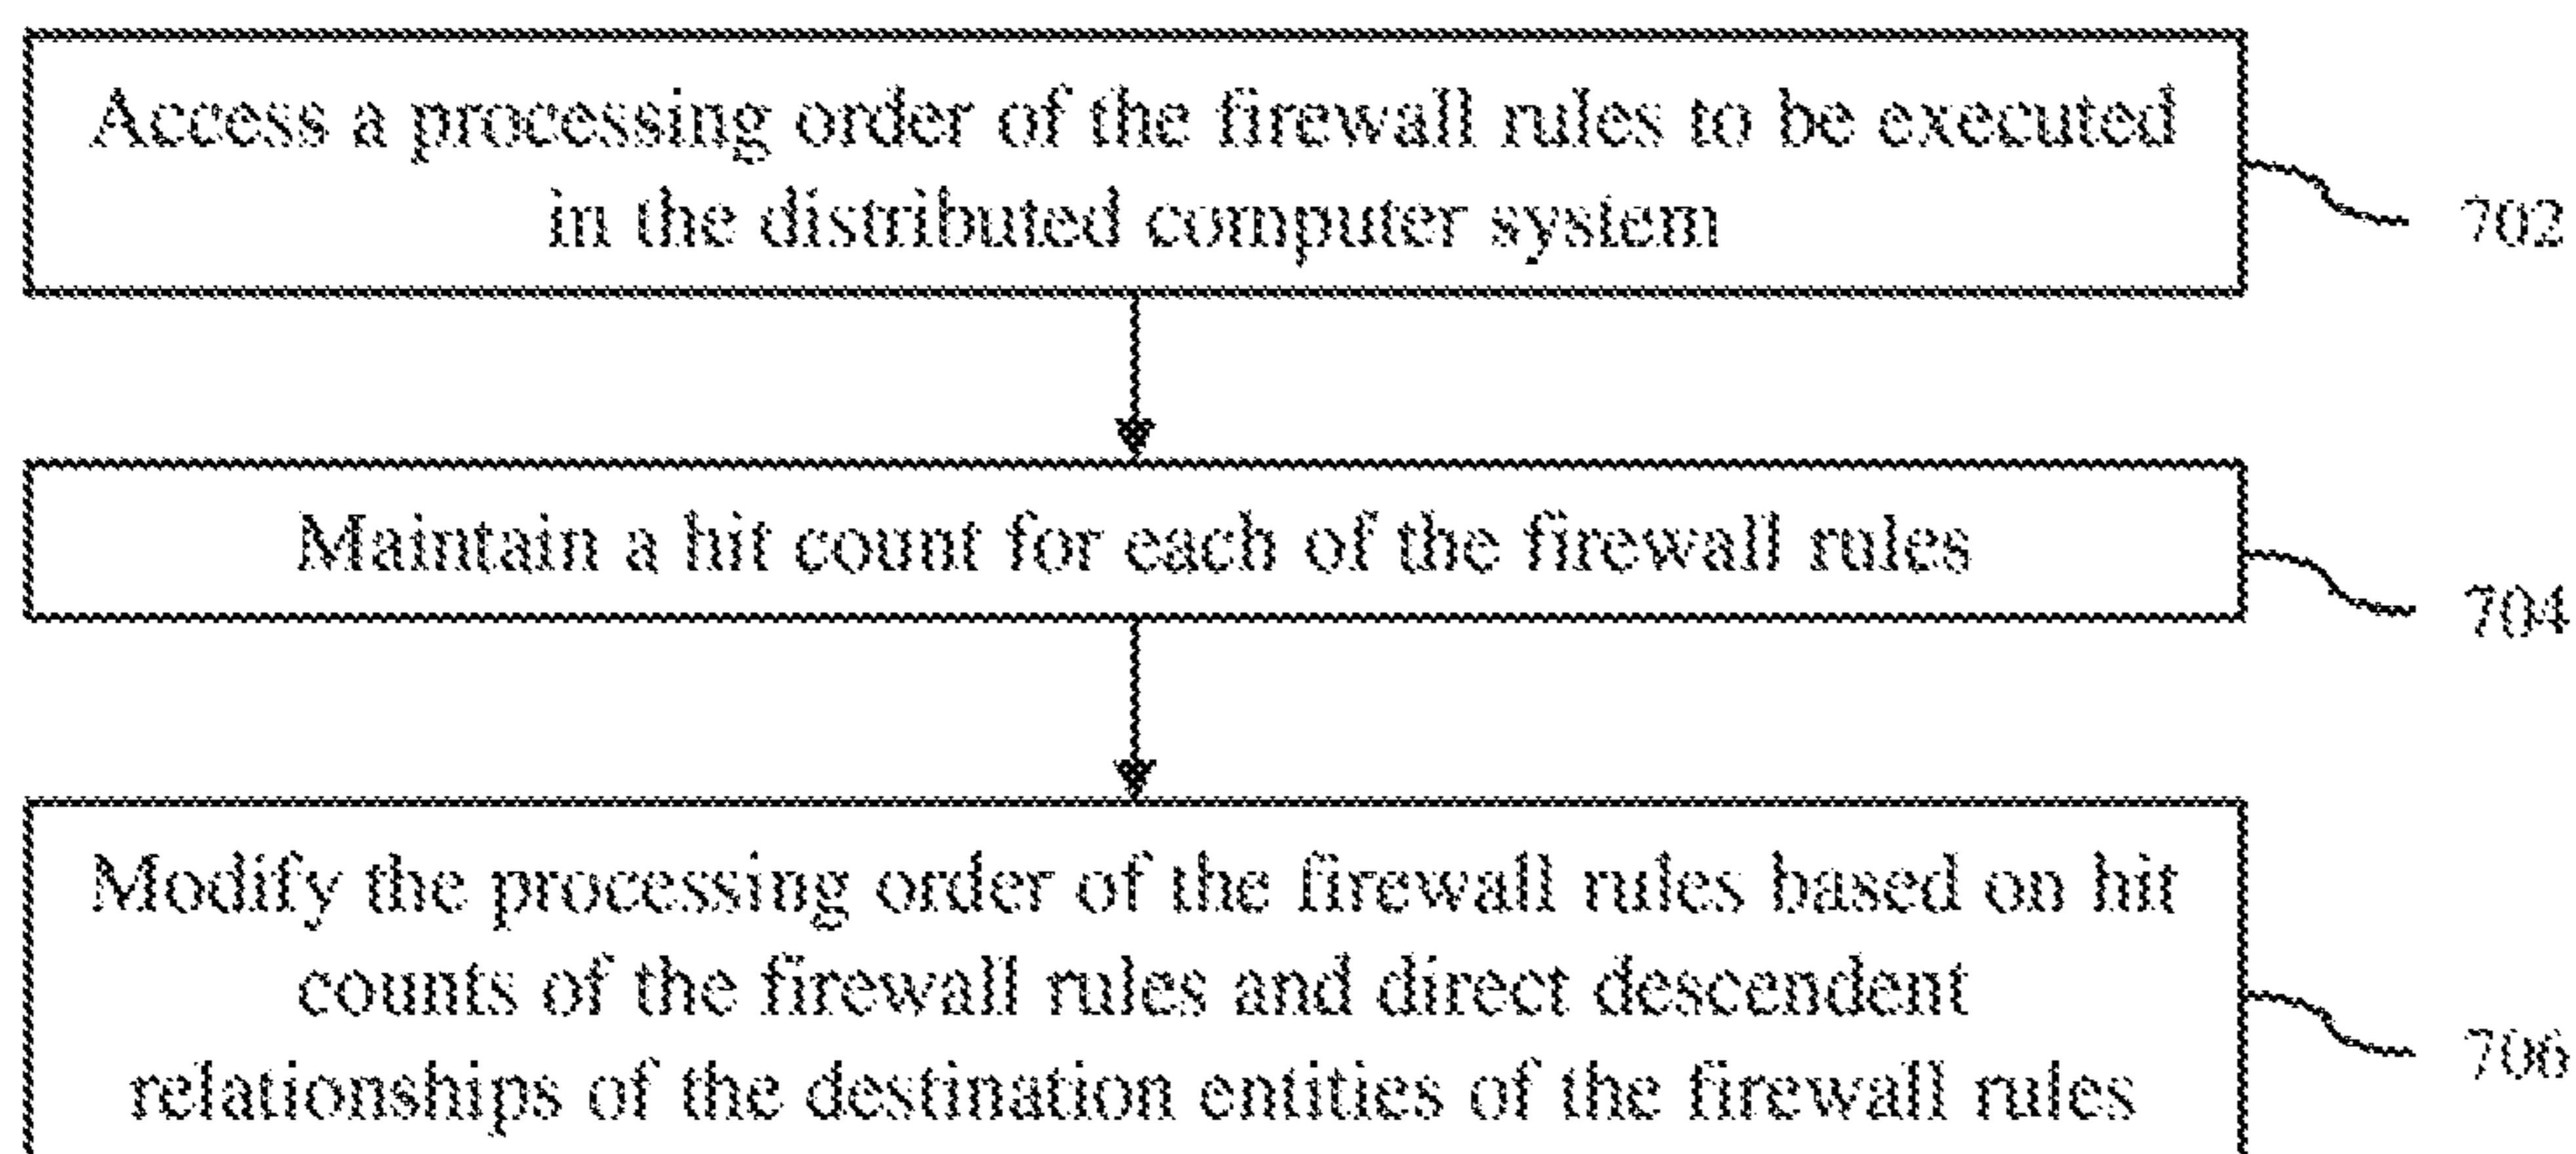 Access a processing order of the firewall rules to be executed
in the distributed computer system
702
Maintain a hit count for each of the firewall rules
704
Modify the processing order of the firewall rules based on hit
counts of the firewall rules and direct descendent
relationships of the destination entities of the firewall rules
706